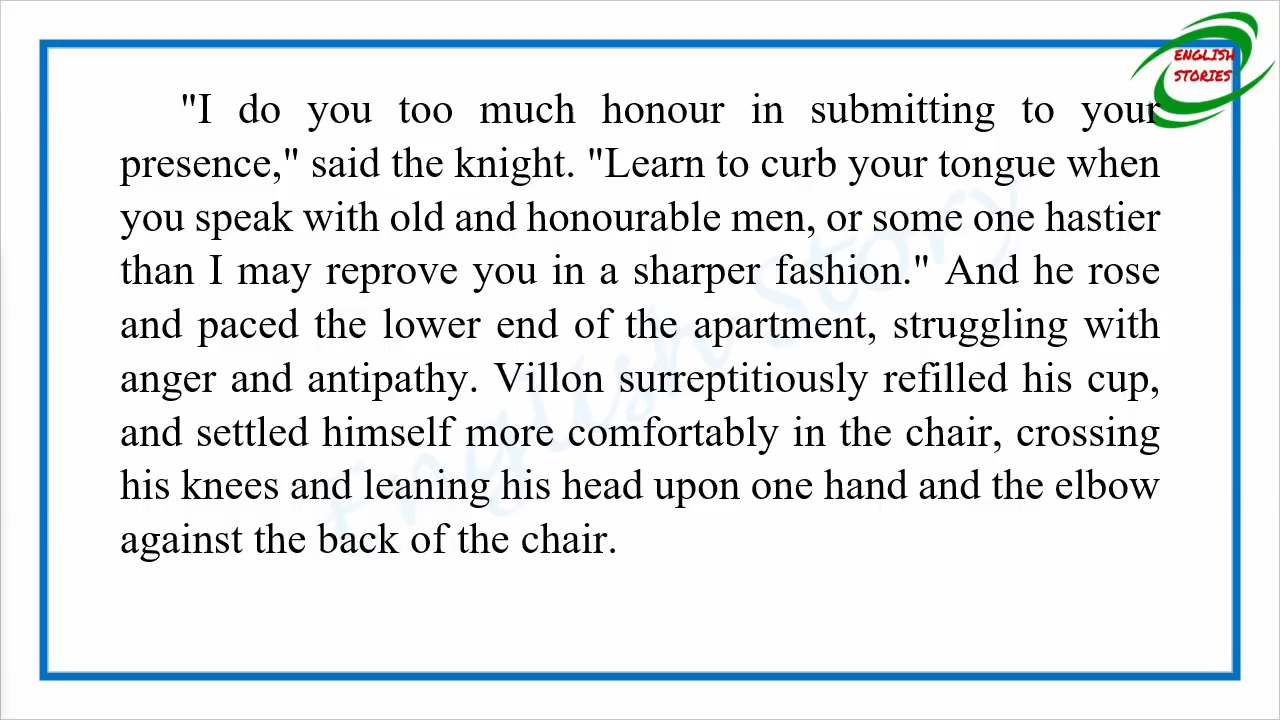 ENGLISH
STORIES
"I do you too much honour in submitting to your
presence," said the knight. "Learn to curb your tongue when
you speak with old and honourable men, or some one hastier
than I may reprove you in a sharper fashion." And he rose
and paced the lower end of the apartment, struggling with
anger and antipathy. Villon surreptitiously refilled his cup,
and settled himself more comfortably in the chair, crossing
his knees and leaning his head upon one hand and the elbow
against the back of the chair.
English Story